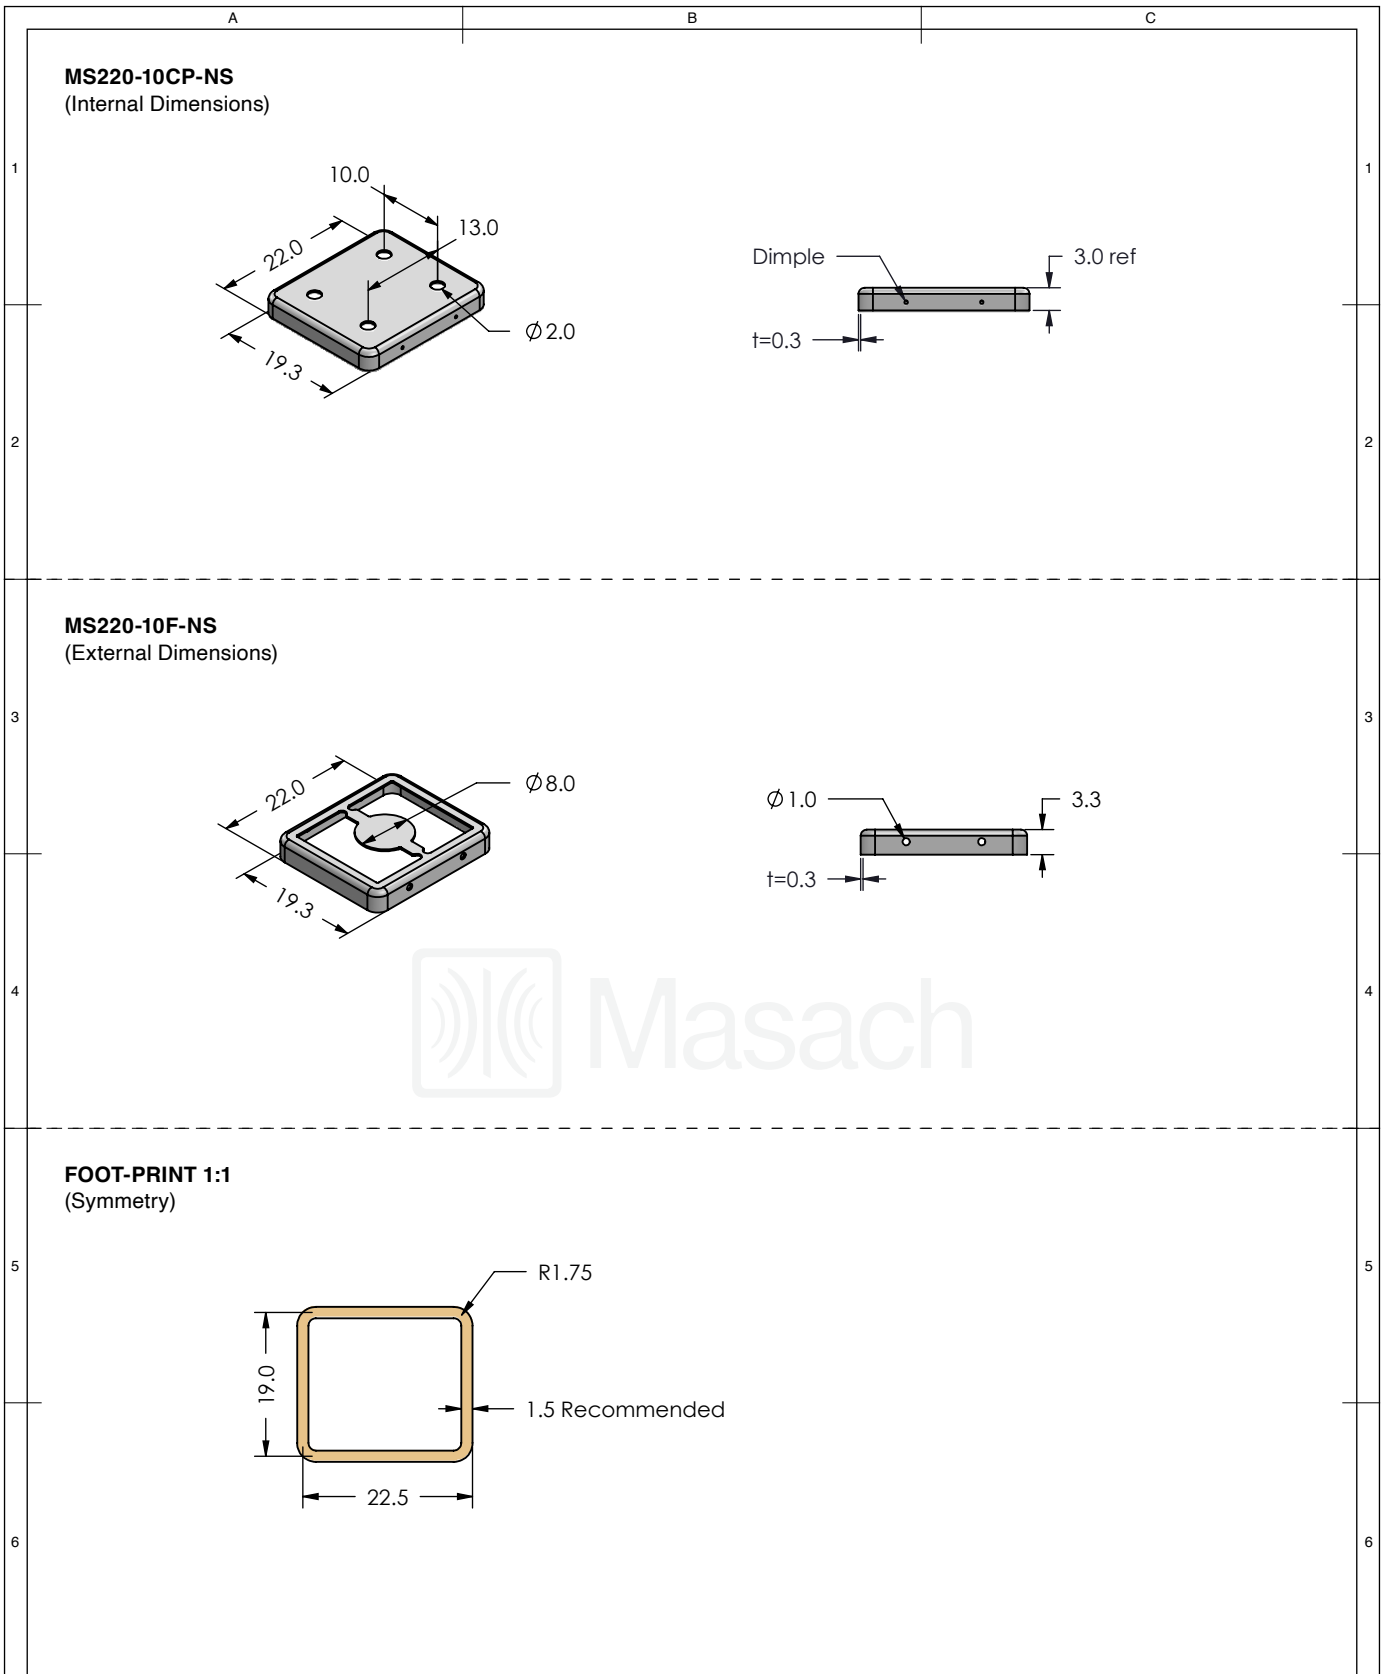 A B C
MS220-10CP-NS
(Internal Dimensions)
1 1
10.0
13.0
22.0
Dimple
3.0 ref
Ø2.0
t=0.3
19.3
2 2
MS220-10F-NS
(External Dimensions)
3 3
22.0
Ø8.0
Ø1.0
3.3
t=0.3
19.3
Masach
4 4
FOOT-PRINT 1:1
(Symmetry)
5 5
R1.75
19.0
1.5 Recommended
22.5
6 6